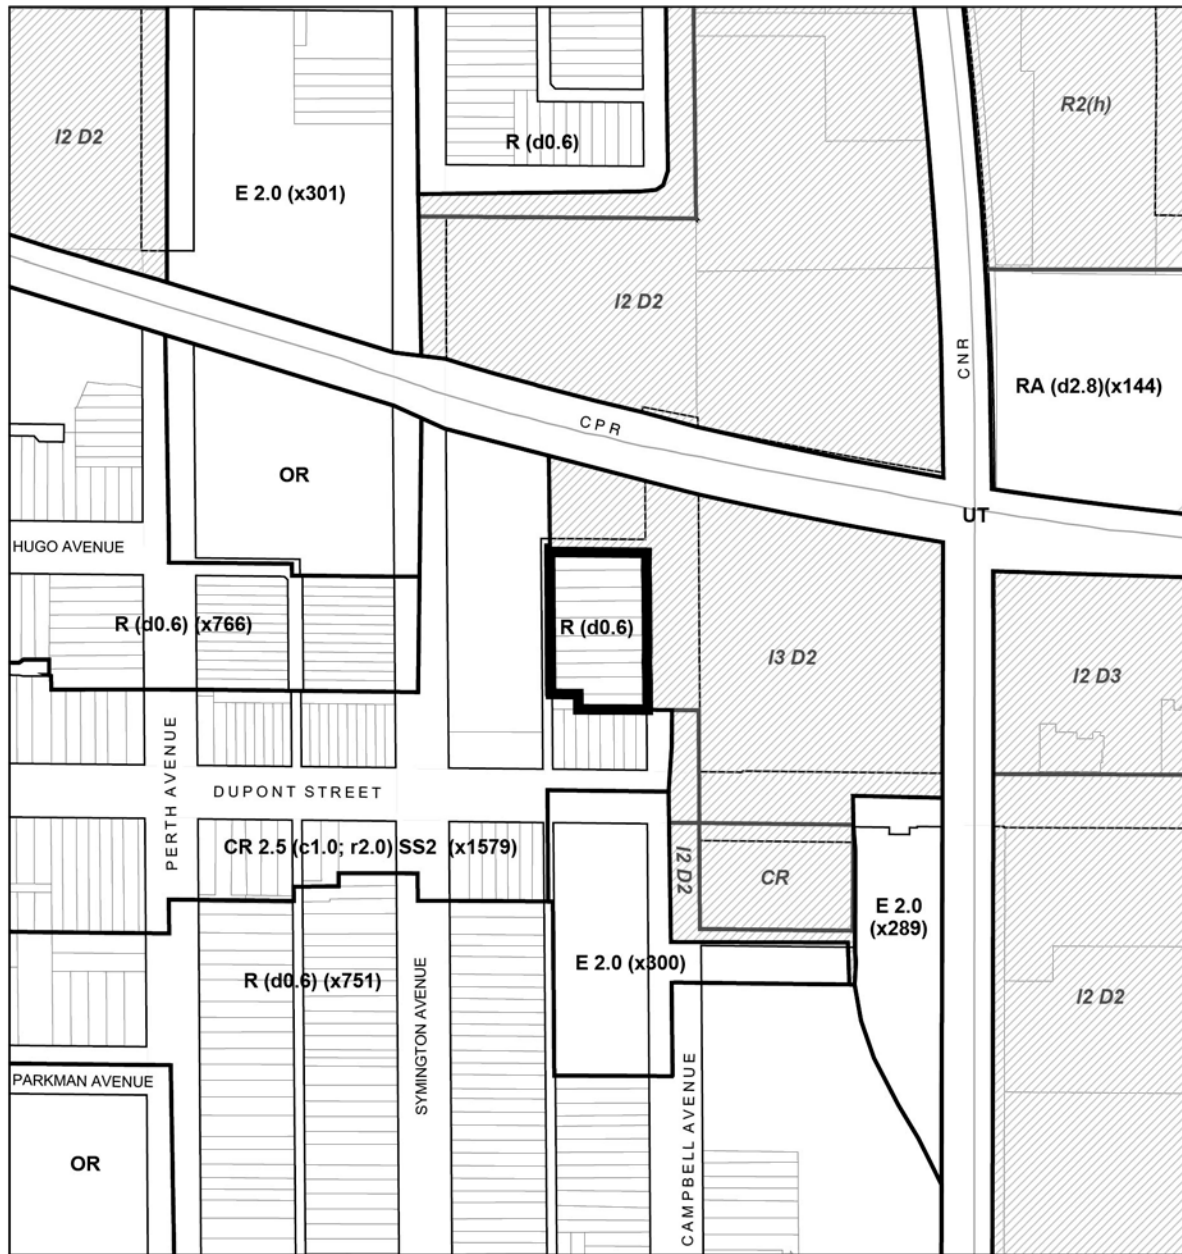 R2(h)
I2 D2
R (d0.6)
E 2.0 (x301)
I2 D2
CNR
RA (d2.8)(x144)
CPR
OR
UT
HUGO AVENUE
R (d0.6) (x766)
R (d0.6)
I3 D2
I2 D3
PERTH AVENUE
DUPONT STREET
CR 2.5 (c1.0; r2.0) SS2 (x1579)
I2 D2
CR
E 2.0
(x289)
R (d0.6) (x751)
E 2.0 (x300)
I2 D2
SYMINGTON AVENUE
PARKMAN AVENUE
CAMPBELL AVENUE
OR